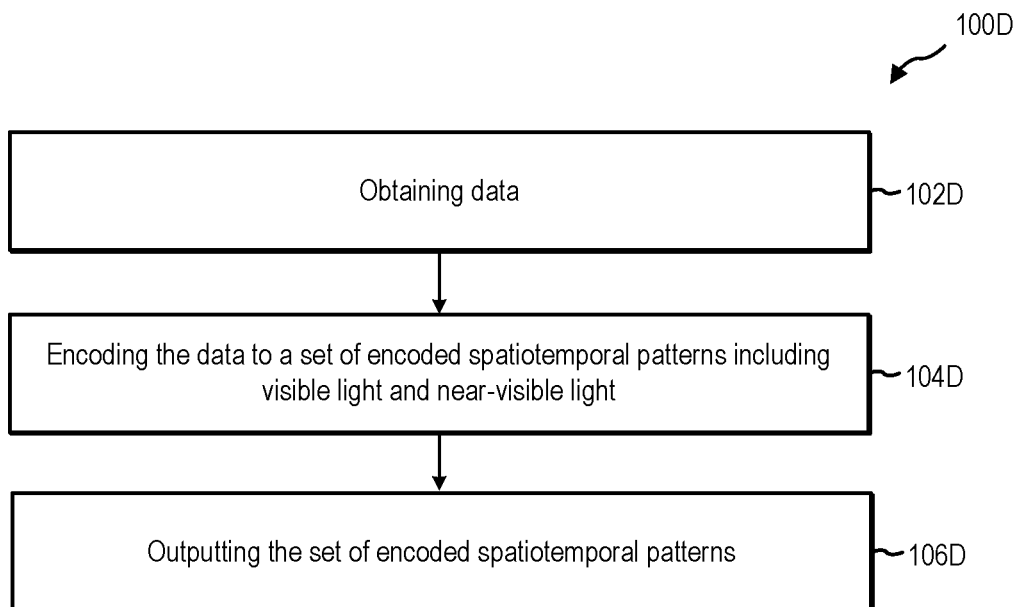 100D
Obtaining data
102D
Encoding the data to a set of encoded spatiotemporal patterns including
visible light and near-visible light
104D
Outputting the set of encoded spatiotemporal patterns
106D